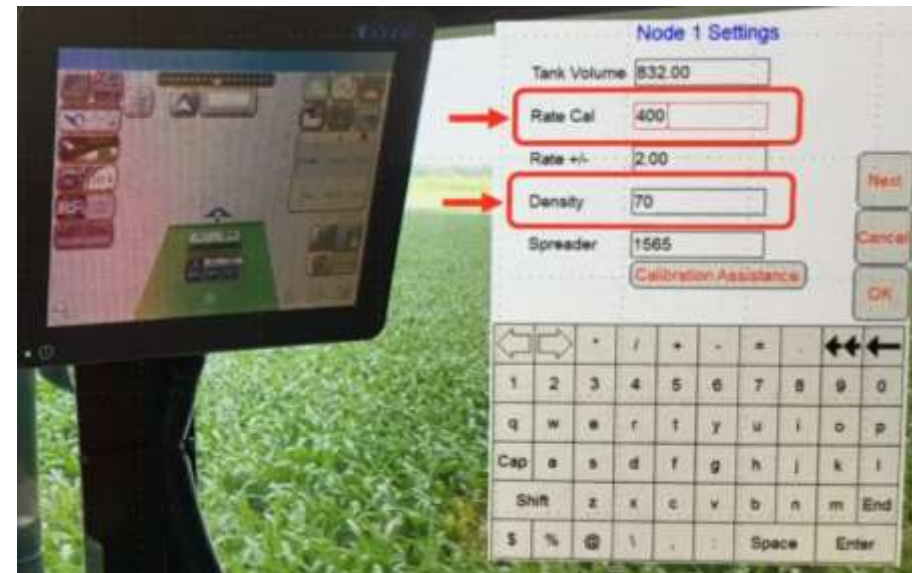 Node 1 Settings
Tank Volume 832.00
Rate Cal 400
Rate +/- 2.00
Density 70
Spreader 1565
Calibration Assistance
Next
Cancel
OK
* / + - = .
1 2 3 4 5 6 7 8 9 0
q w e r t y u i o p
Cap a s d f g h j k l
Shift z x c v b n m End
$ % @ \ , : Space Enter